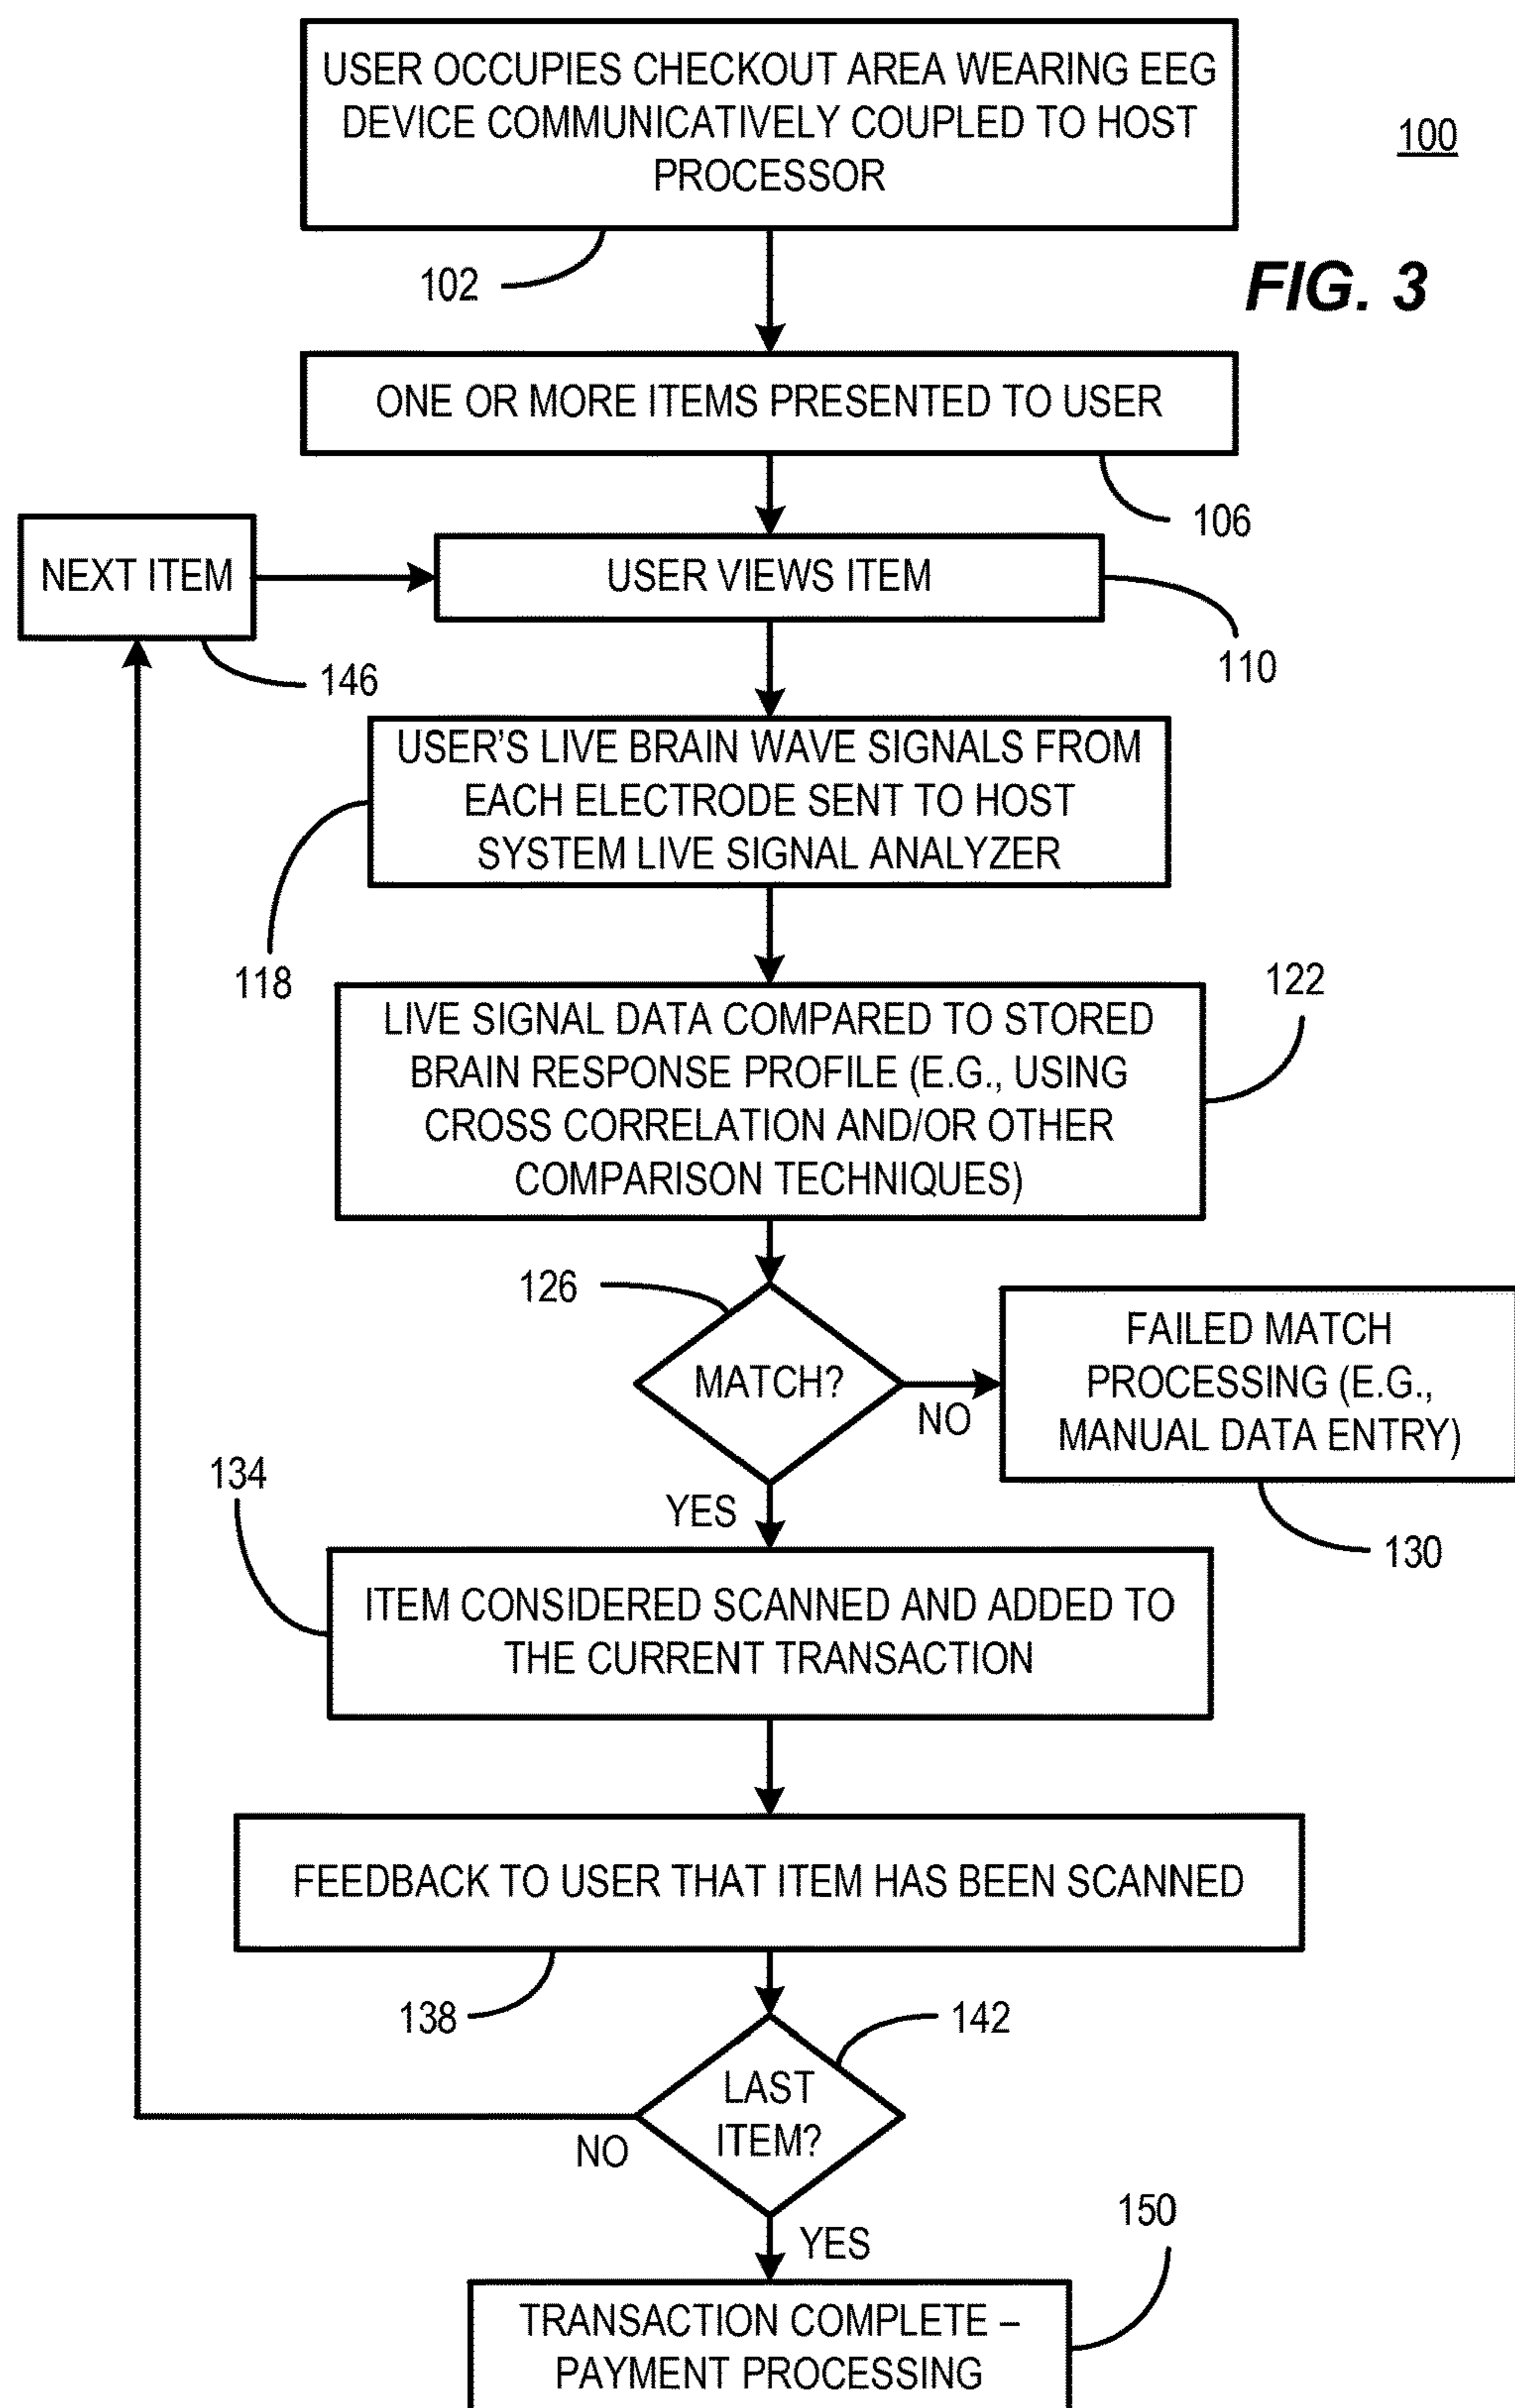 USER OCCUPIES CHECKOUT AREA WEARING EEG
DEVICE COMMUNICATIVELY COUPLED TO HOST
PROCESSOR
100
102
FIG. 3
ONE OR MORE ITEMS PRESENTED TO USER
106
NEXT ITEM
USER VIEWS ITEM
146
110
USER'S LIVE BRAIN WAVE SIGNALS FROM
EACH ELECTRODE SENT TO HOST
SYSTEM LIVE SIGNAL ANALYZER
118
122
LIVE SIGNAL DATA COMPARED TO STORED
BRAIN RESPONSE PROFILE (E.G., USING
CROSS CORRELATION AND/OR OTHER
COMPARISON TECHNIQUES)
126
MATCH?
NO
FAILED MATCH
PROCESSING (E.G.,
MANUAL DATA ENTRY)
130
YES
134
ITEM CONSIDERED SCANNED AND ADDED TO
THE CURRENT TRANSACTION
FEEDBACK TO USER THAT ITEM HAS BEEN SCANNED
138
142
LAST
ITEM?
NO
YES
150
TRANSACTION COMPLETE –
PAYMENT PROCESSING